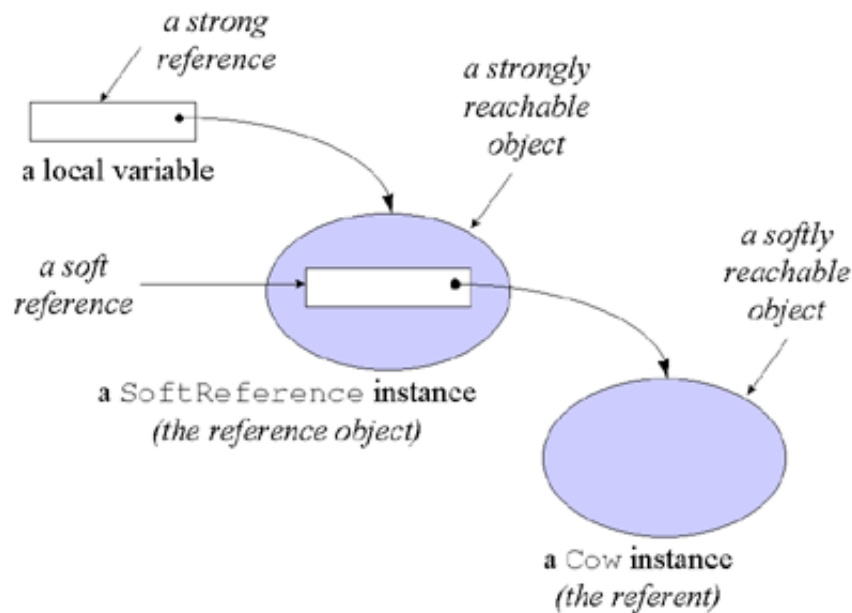 a strong
reference
a local variable
a strongly
reachable
object
a soft
reference
a SoftReference instance
(the reference object)
a softly
reachable
object
a Cow instance
(the referent)